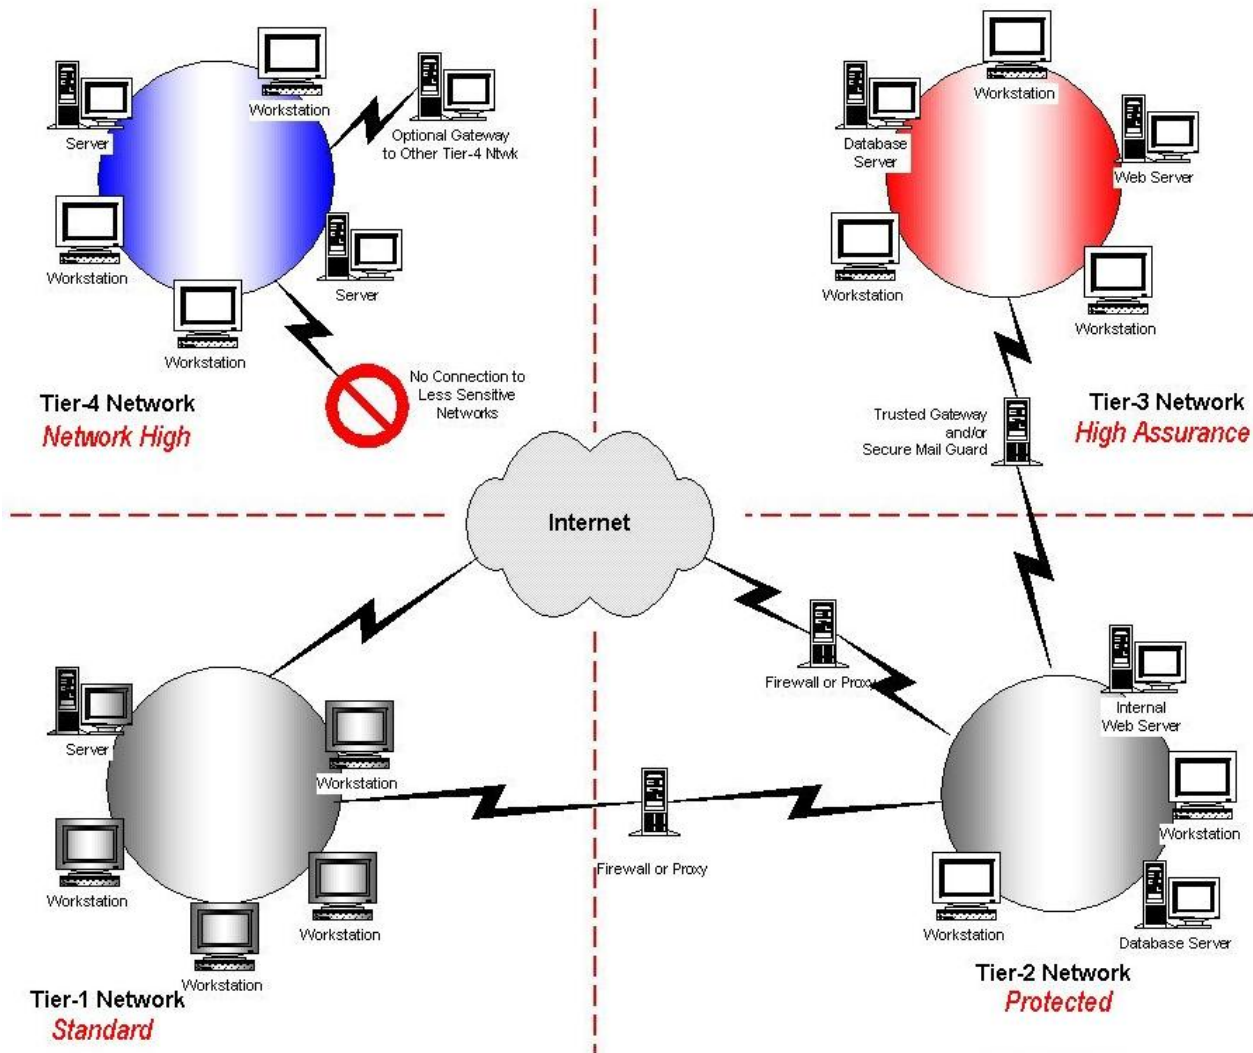 Workstation
Server
Optional Gateway
to Other Tier-4 Ntwk
Workstation
Server
Workstation
No Connection to
Less Sensitive
Networks
Tier-4 Network
Network High
Workstation
Database
Server
Web Server
Workstation
Workstation
Trusted Gateway
and/or
Secure Mail Guard
Tier-3 Network
High Assurance
Internet
Server
Workstation
Workstation
Workstation
Workstation
Tier-1 Network
Standard
Firewall or Proxy
Firewall or Proxy
Internal
Web Server
Workstation
Workstation
Database Server
Tier-2 Network
Protected